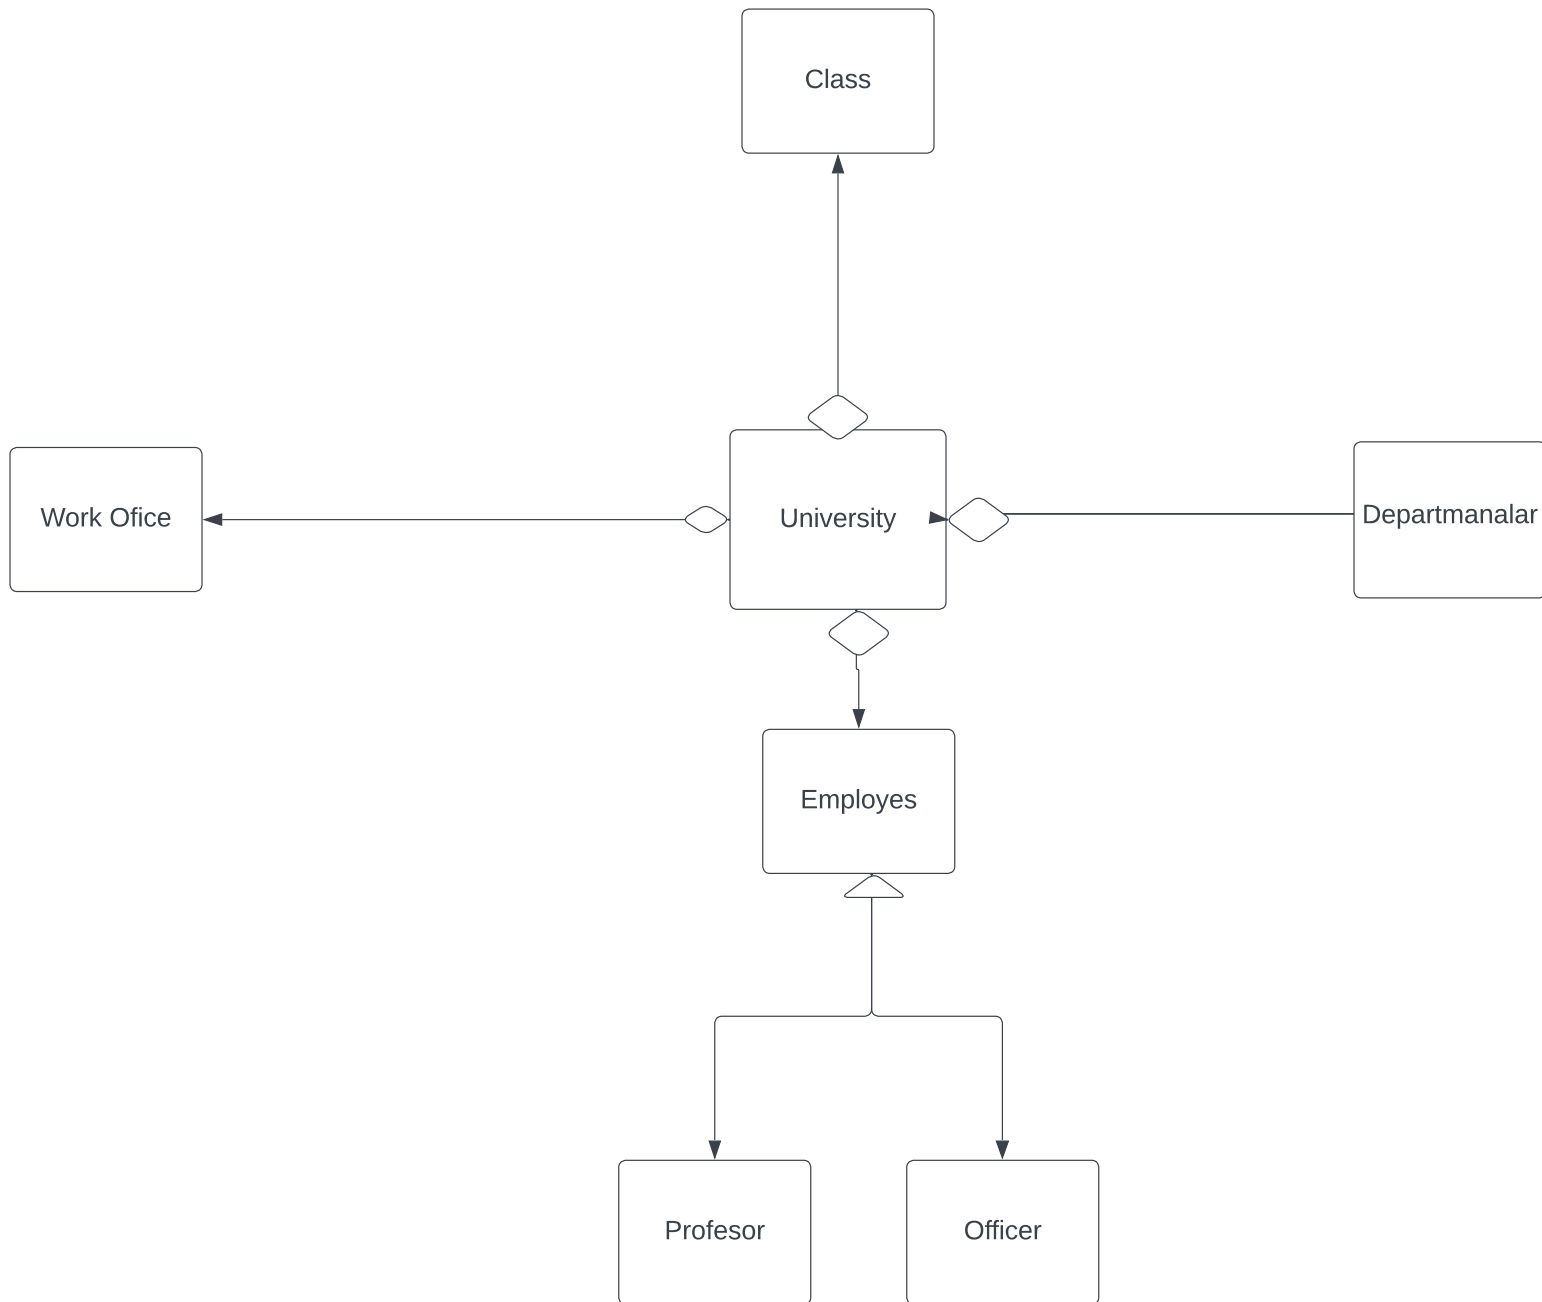 Class
Work Ofice
University
Departmanalar
Employes
Profesor
Officer